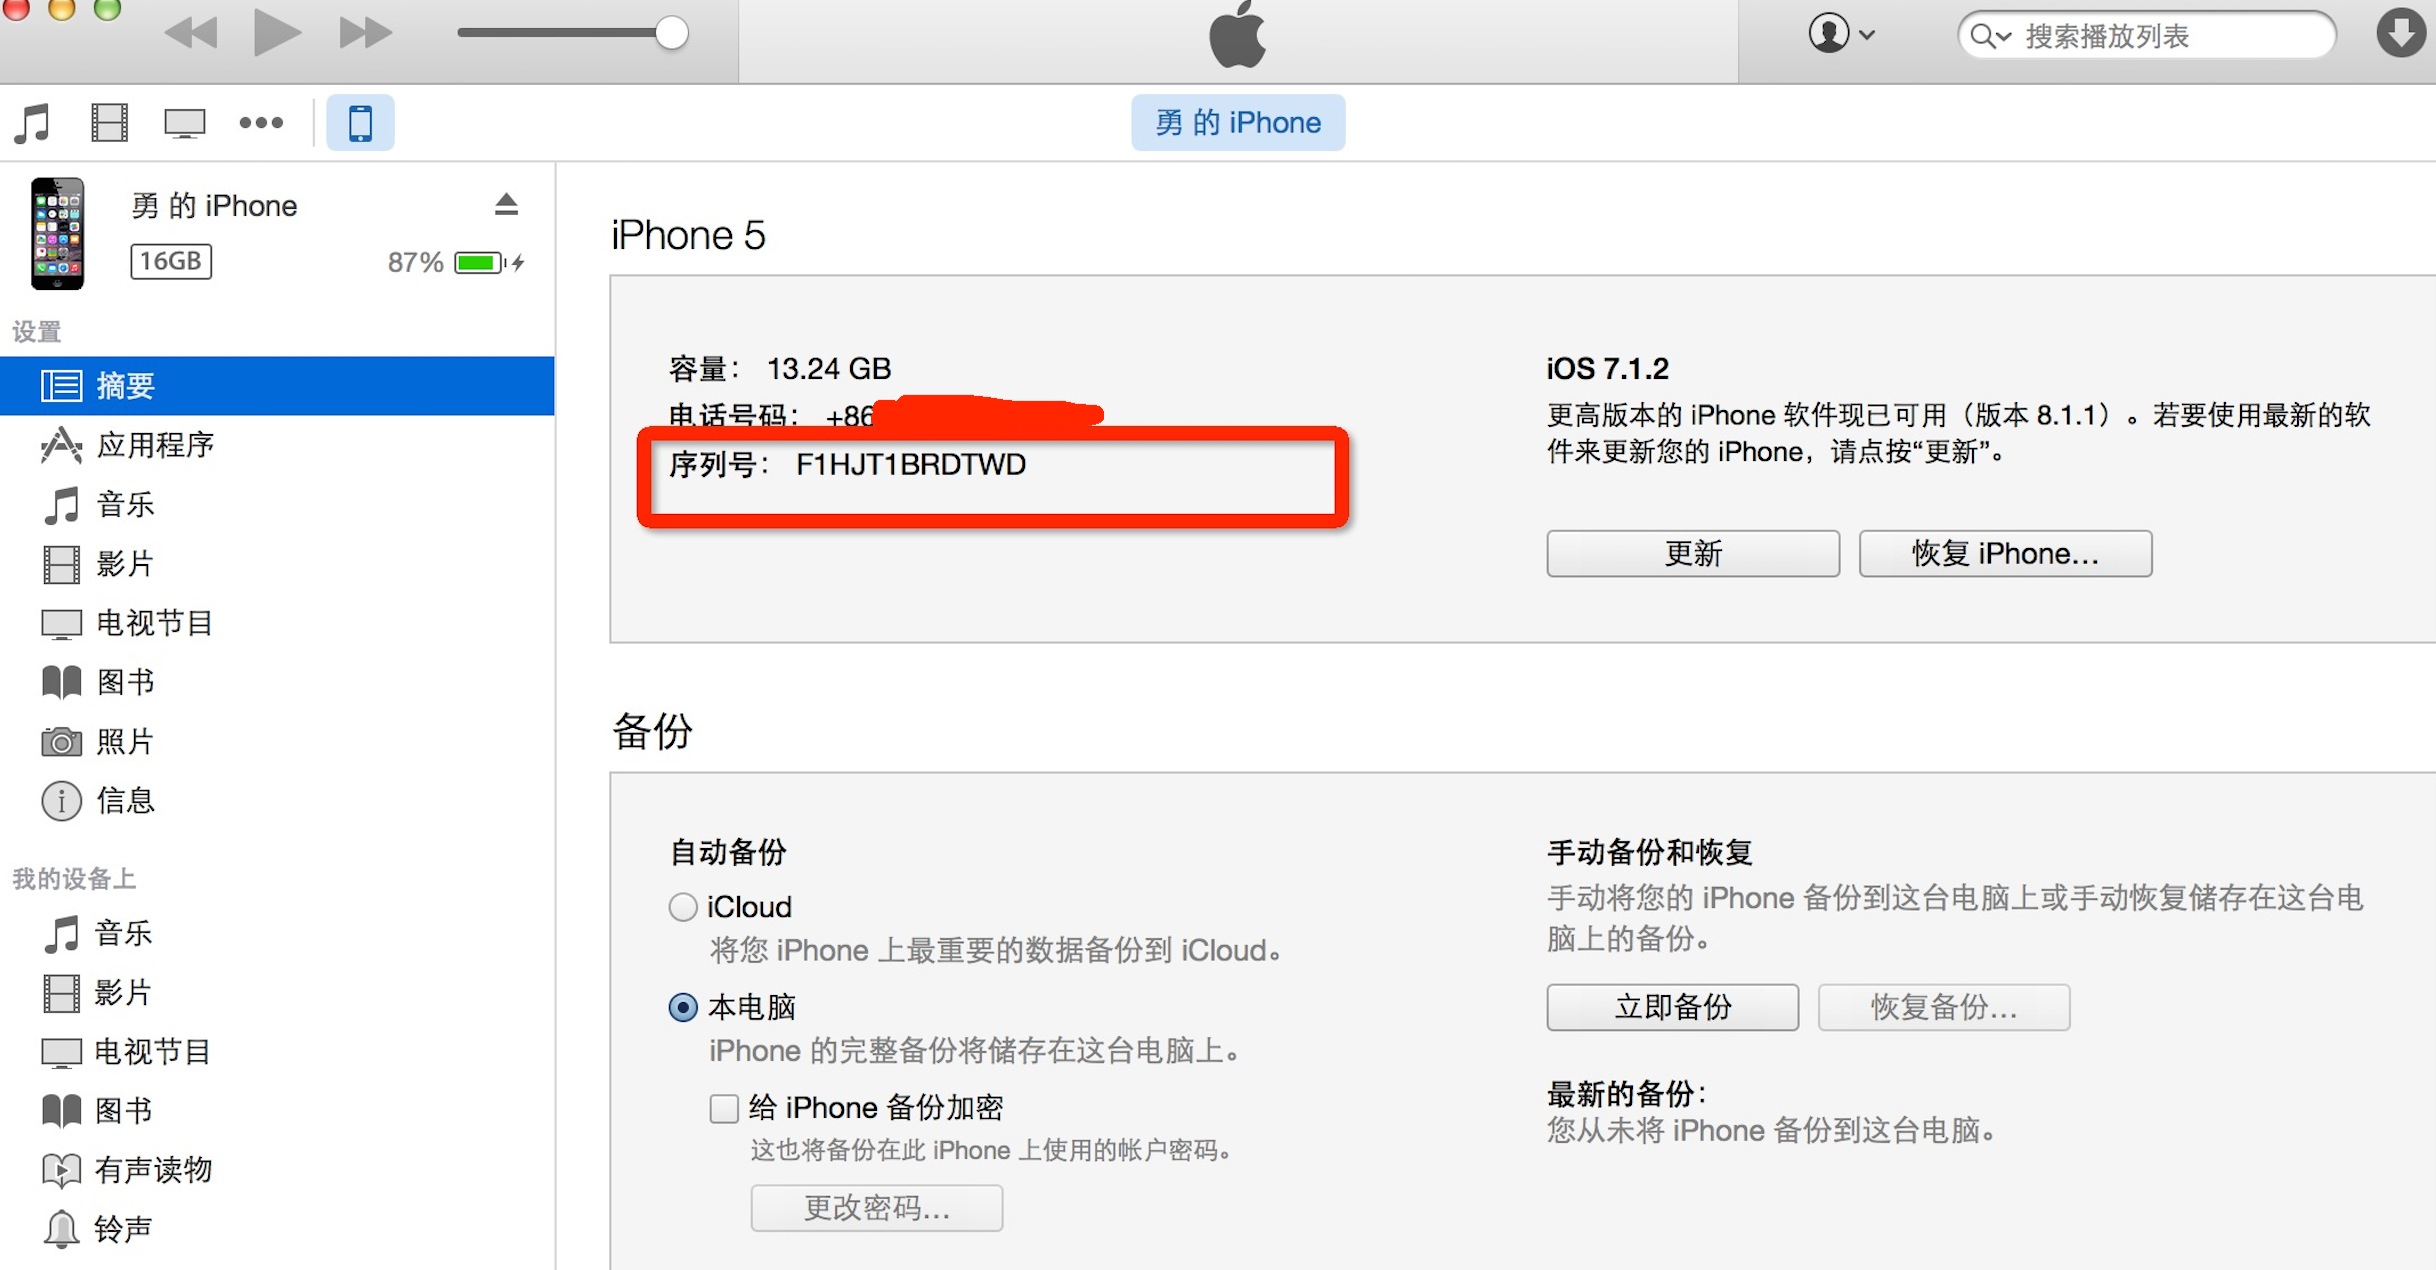 搜索播放列表
勇 的 iPhone
勇 的 iPhone
16GB
87%
设置
摘要
应用程序
音乐
影片
电视节目
图书
照片
信息
我的设备上
音乐
影片
电视节目
图书
有声读物
铃声
iPhone 5
容量： 13.24 GB
电话号码： +86
序列号： F1HJT1BRDTWD
iOS 7.1.2
更高版本的 iPhone 软件现已可用（版本 8.1.1）。若要使用最新的软
件来更新您的 iPhone，请点按“更新”。
更新
恢复 iPhone...
备份
自动备份
iCloud
将您 iPhone 上最重要的数据备份到 iCloud。
本电脑
iPhone 的完整备份将储存在这台电脑上。
给 iPhone 备份加密
这也将备份在此 iPhone 上使用的帐户密码。
更改密码...
手动备份和恢复
手动将您的 iPhone 备份到这台电脑上或手动恢复储存在这台电
脑上的备份。
立即备份
恢复备份...
最新的备份：
您从未将 iPhone 备份到这台电脑。